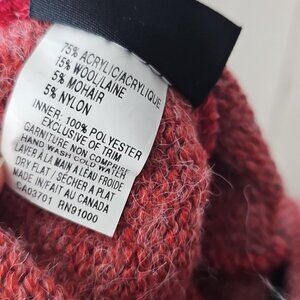 75% ACRYLIC/ACRYLIQUE
15% WOOL/LAINE
5% MOHAIR
5% NYLON
INNER, 100% POLYESTER
EXCLUSIVE OF TRIM
GARNITURE NON COMPRISE
HAND WASH COLD WATER
LAVER À LA MAIN À L'EAU FROIDE
DRY FLAT / SÉCHER À PLAT
MADE IN/FAIT AU CANADA
CA03701 RN91000